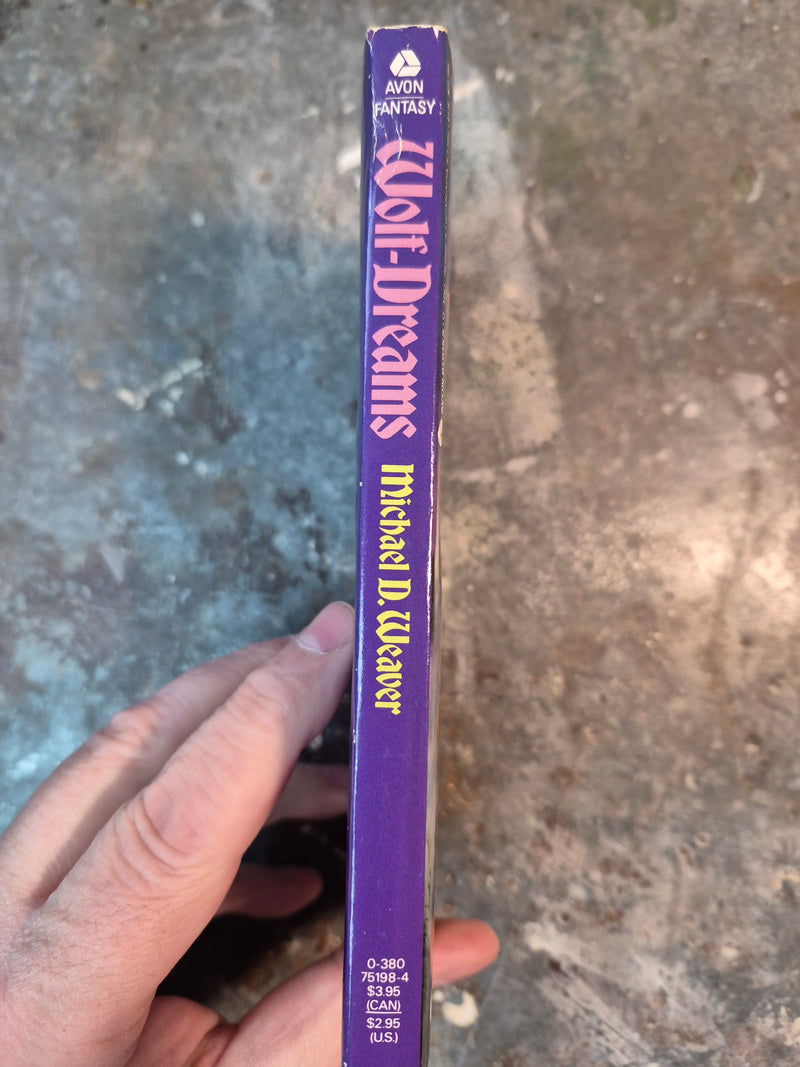 AVON
FANTASY
Wolf-Dreams
Michael D. Weaver
0-380
75198-4
$3.95
(CAN)
$2.95
(U.S.)